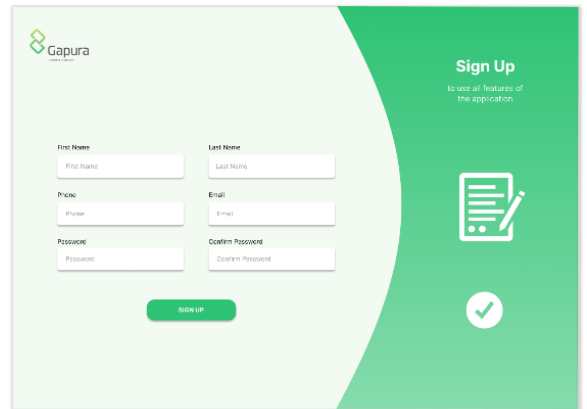 Gapura
Sign Up
to use all features of
the application
First Name
Last Name
First Name
Last Name
Phone
Email
Phone
Email
Password
Confirm Password
Password
Confirm Password
SIGN UP